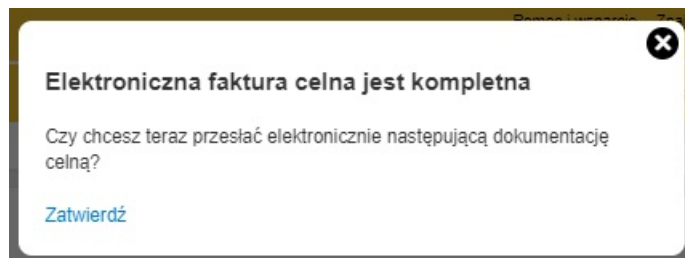 Elektroniczna faktura celna jest kompletna
Czy chcesz teraz przesłać elektronicznie następującą dokumentację
celną?
Zatwierdź